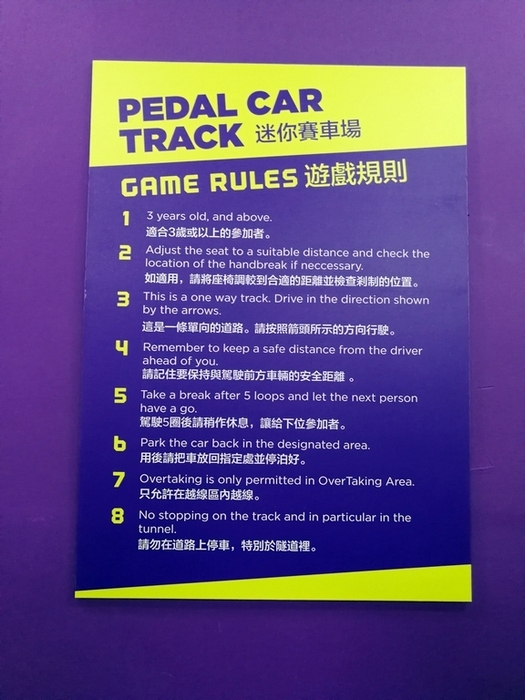 PEDAL CAR
TRACK 迷你賽車場
GAME RULES 遊戲規則
1 3 years old, and above.
適合3歲或以上的參加者。
2 Adjust the seat to a suitable distance and check the
location of the handbreak if neccessary.
如適用，請將座椅調較到合適的距離並檢查刹制的位置。
3 This is a one way track. Drive in the direction shown
by the arrows.
這是一條單向的道路。請按照箭頭所示的方向行駛。
4 Remember to keep a safe distance from the driver
ahead of you.
請記住要保持與駕駛前方車輛的安全距離 。
5 Take a break after 5 loops and let the next person
have a go.
駕駛5圈後請稍作休息，讓給下位參加者。
6 Park the car back in the designated area.
用後請把車放回指定處並停泊好。
7 Overtaking is only permitted in OverTaking Area.
只允許在越線區內越線。
8 No stopping on the track and in particular in the
tunnel.
請勿在道路上停車，特別於隧道裡。